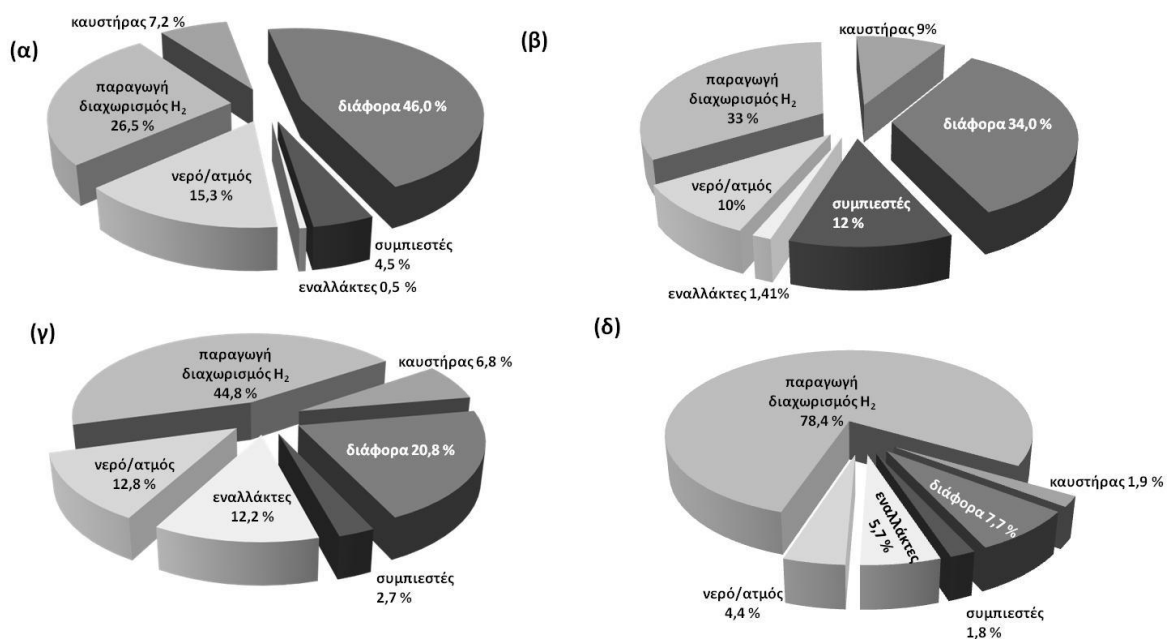 (α)
καυστήρας 7,2 %
παραγωγή
διαχωρισμός H₂
26,5 %
διάφορα 46,0 %
νερό/ατμός
15,3 %
συμπιεστές
4,5 %
εναλλάκτες 0,5 %
(β)
καυστήρας 9%
παραγωγή
διαχωρισμός H₂
33 %
διάφορα 34,0 %
νερό/ατμός
10%
συμπιεστές
12 %
εναλλάκτες 1,41%
(γ)
παραγωγή
διαχωρισμός H₂
44,8 %
καυστήρας 6,8 %
διάφορα 20,8 %
νερό/ατμός
12,8 %
εναλλάκτες
12,2 %
συμπιεστές
2,7 %
(δ)
παραγωγή
διαχωρισμός H₂
78,4 %
καυστήρας 1,9 %
διάφορα 7,7 %
εναλλάκτες
5,7 %
νερό/ατμός
4,4 %
συμπιεστές
1,8 %